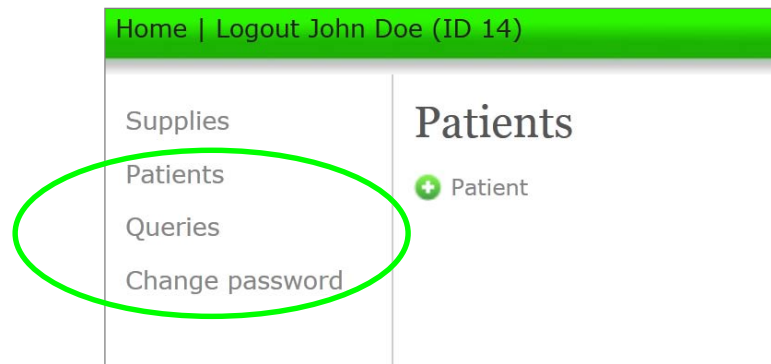 Home | Logout John Doe (ID 14)
Supplies
Patients
Queries
Change password
Patients
Patient